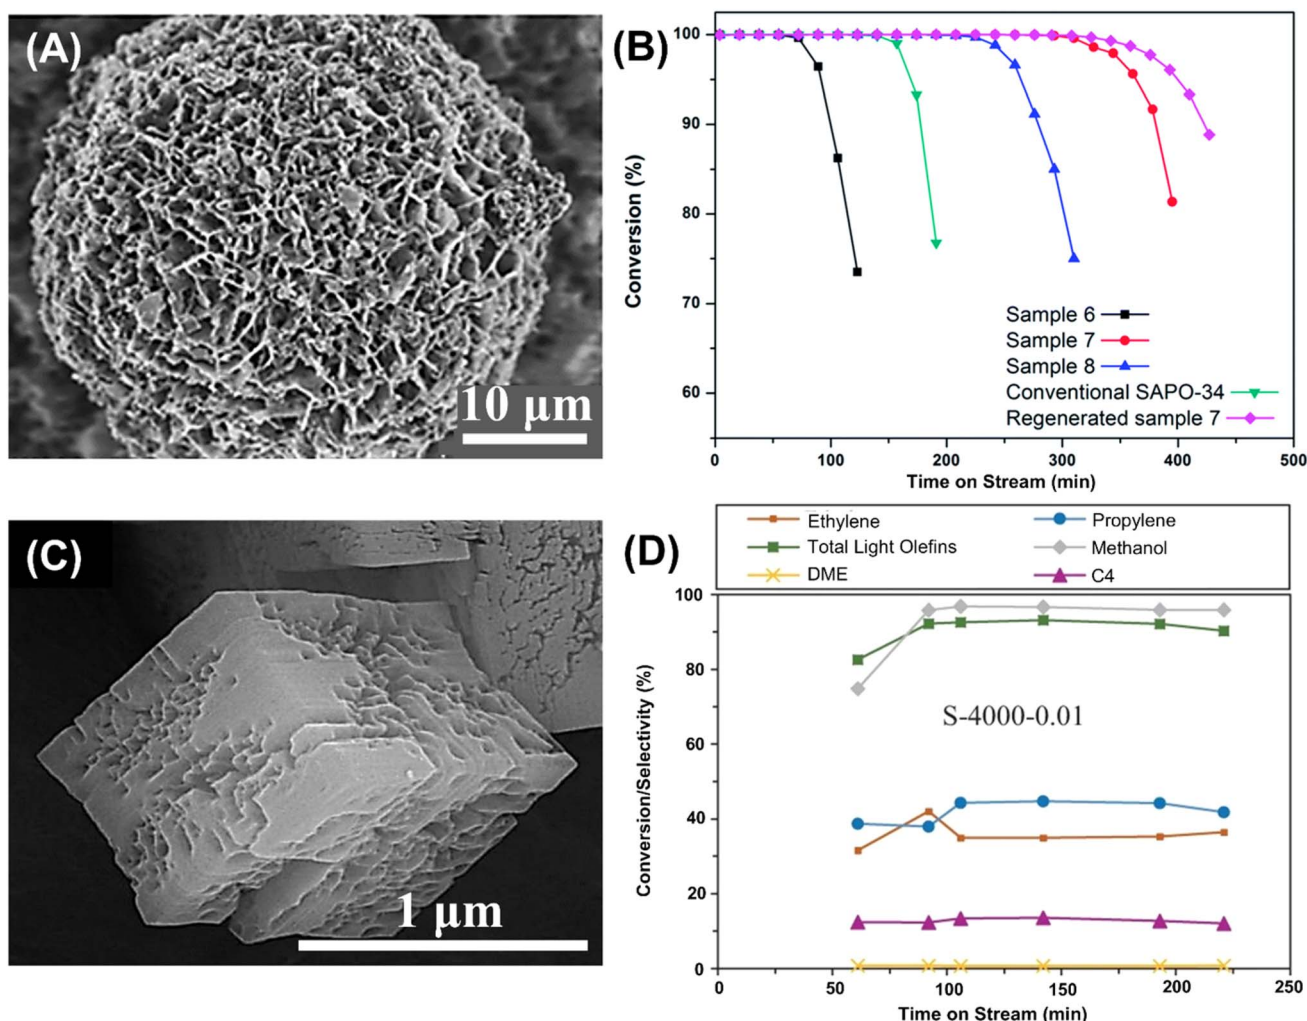 (A)
10 μm
(B)
Conversion (%)
100
90
80
70
60
Sample 6
Sample 7
Sample 8
Conventional SAPO-34
Regenerated sample 7
0 100 200 300 400 500
Time on Stream (min)
(C)
1 μm
(D)
Ethylene Propylene
Total Light Olefins Methanol
DME C4
Conversion/Selectivity (%)
100
80
60
40
20
0
S-4000-0.01
0 50 100 150 200 250
Time on Stream (min)